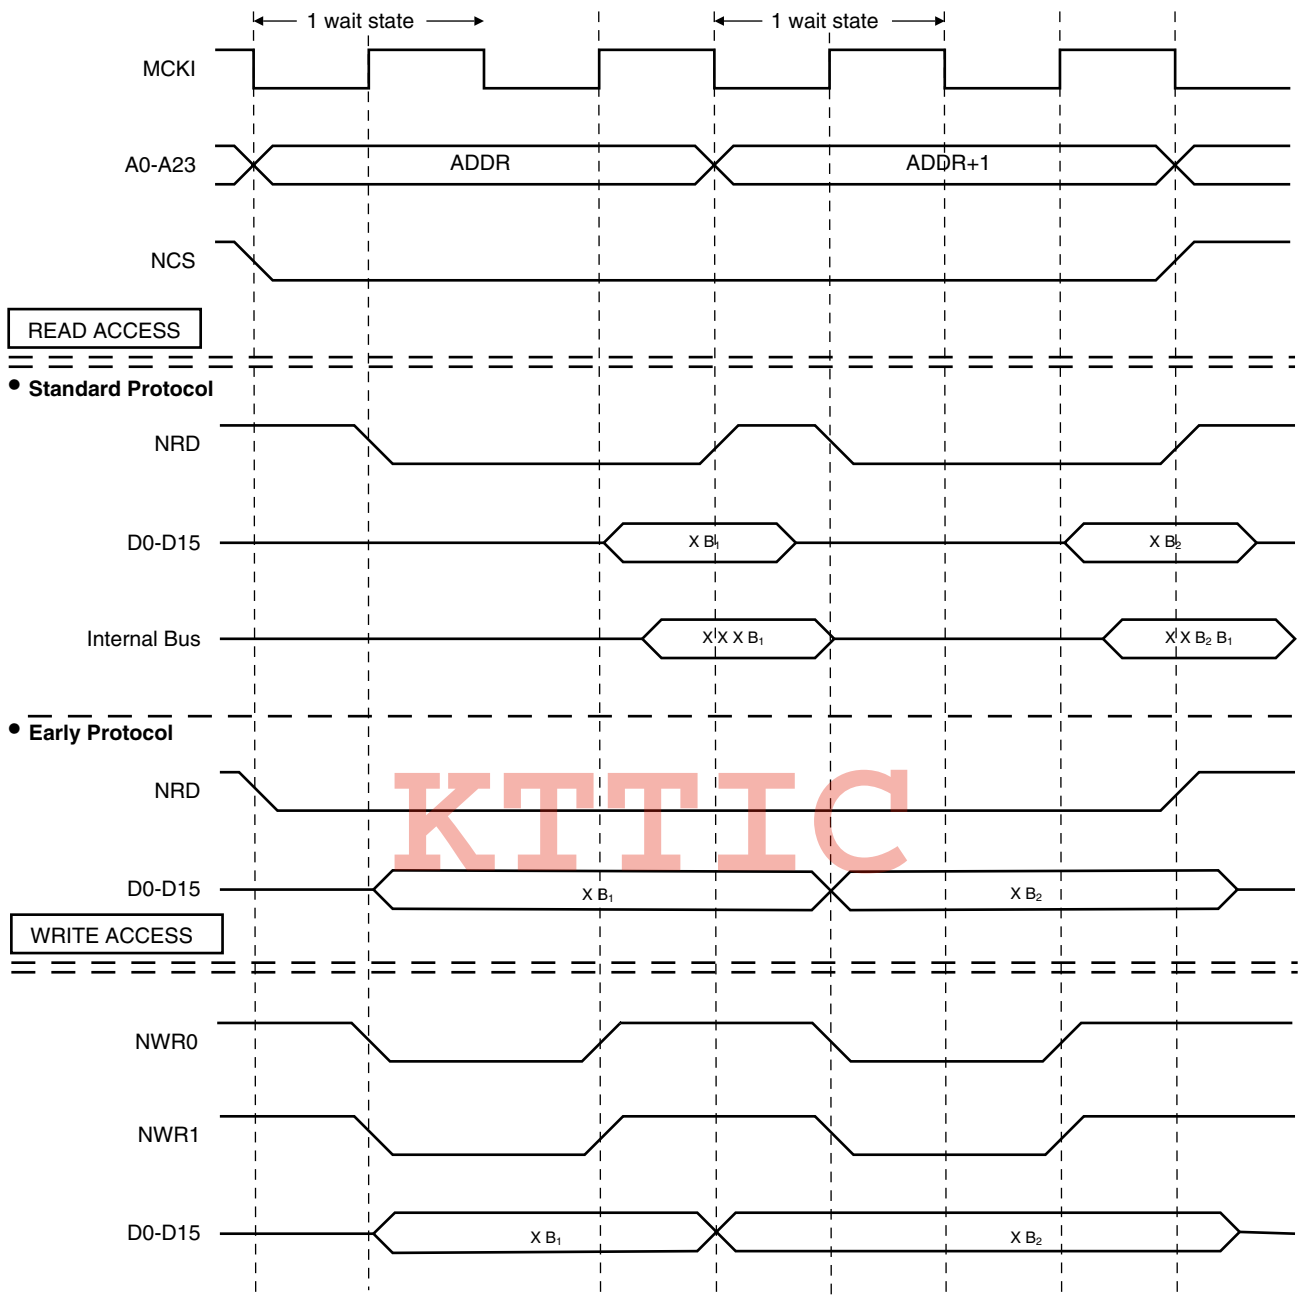 1 wait state 1 wait state
MCKI
A0-A23 ADDR ADDR+1
NCS
READ ACCESS
• Standard Protocol
NRD
D0-D15 X B₁ X B₂
Internal Bus X X X B₁ X X B₂ B₁
• Early Protocol
NRD
KTTIC
D0-D15 X B₁ X B₂
WRITE ACCESS
NWR0
NWR1
D0-D15 X B₁ X B₂